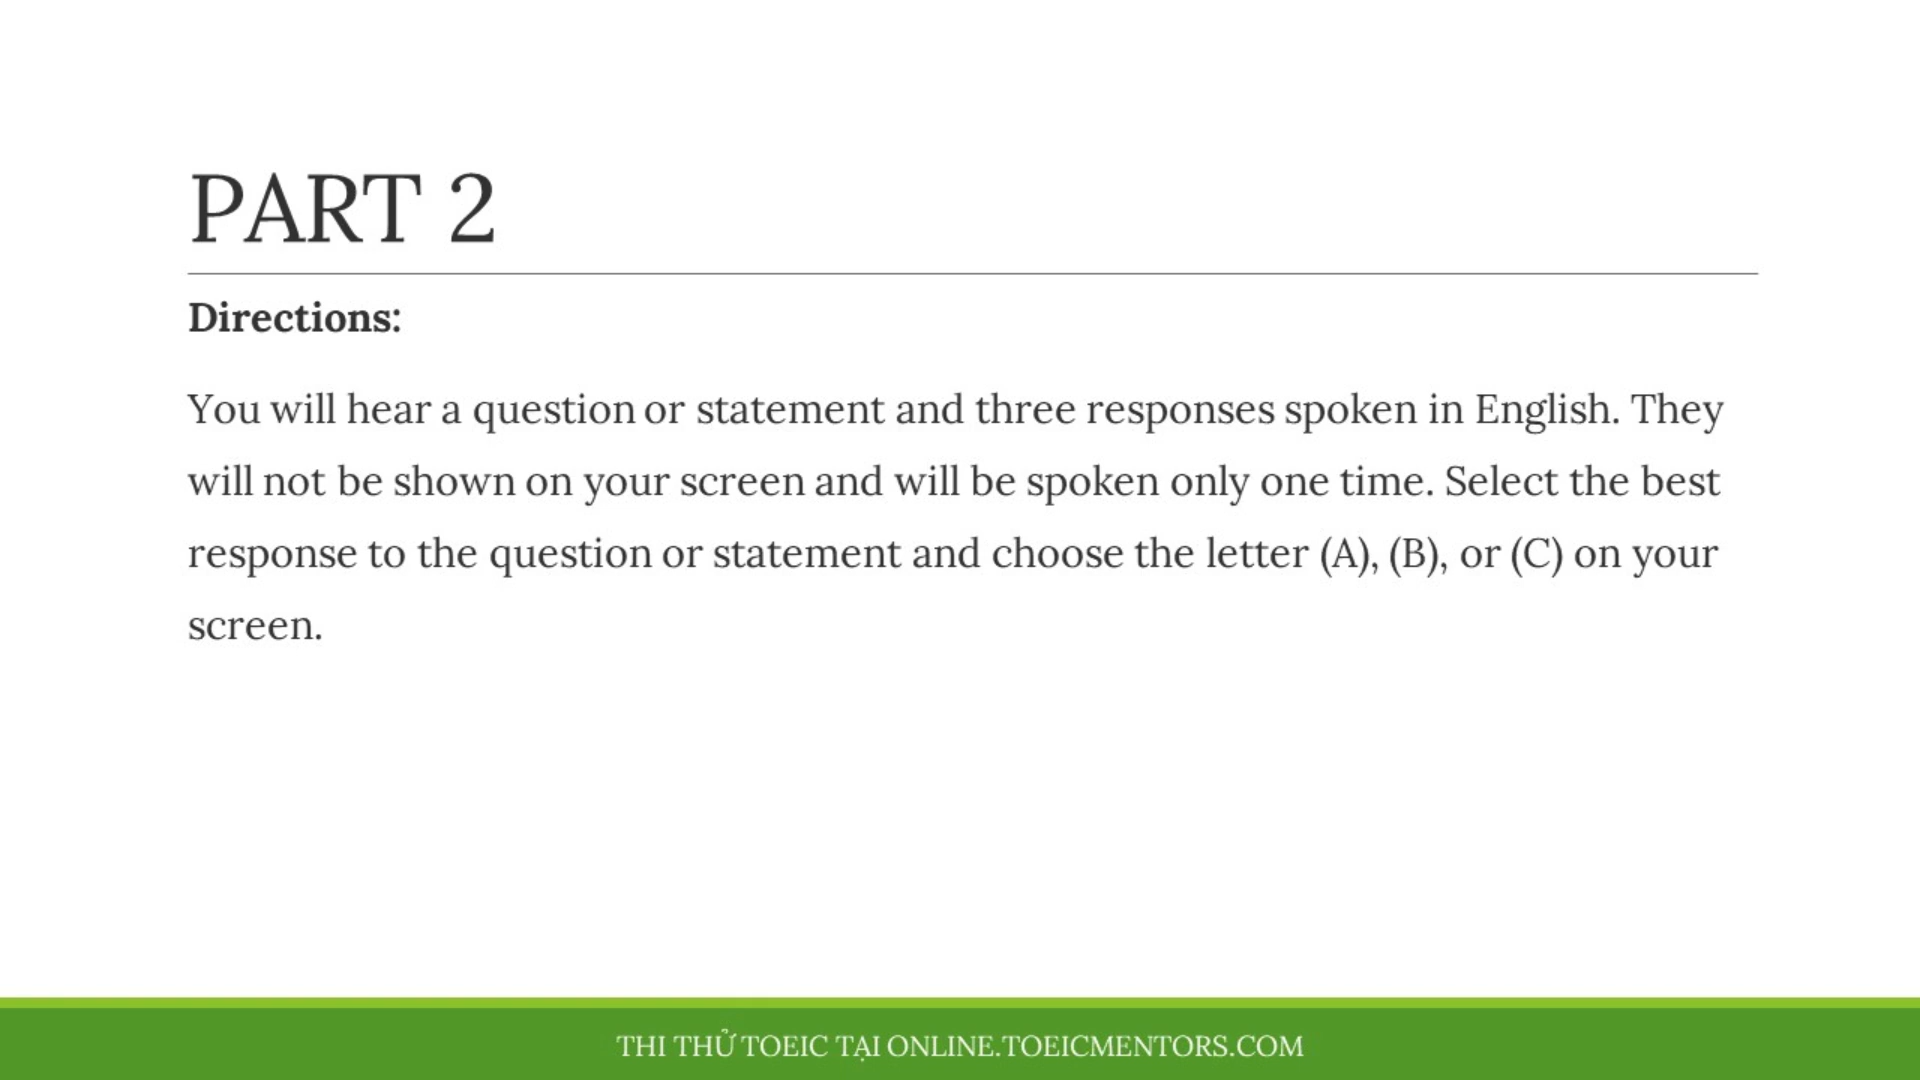 PART 2
Directions:
You will hear a question or statement and three responses spoken in English. They
will not be shown on your screen and will be spoken only one time. Select the best
response to the question or statement and choose the letter (A), (B), or (C) on your
screen.
THI THỬ TOEIC TẠI ONLINE.TOEICMENTORS.COM